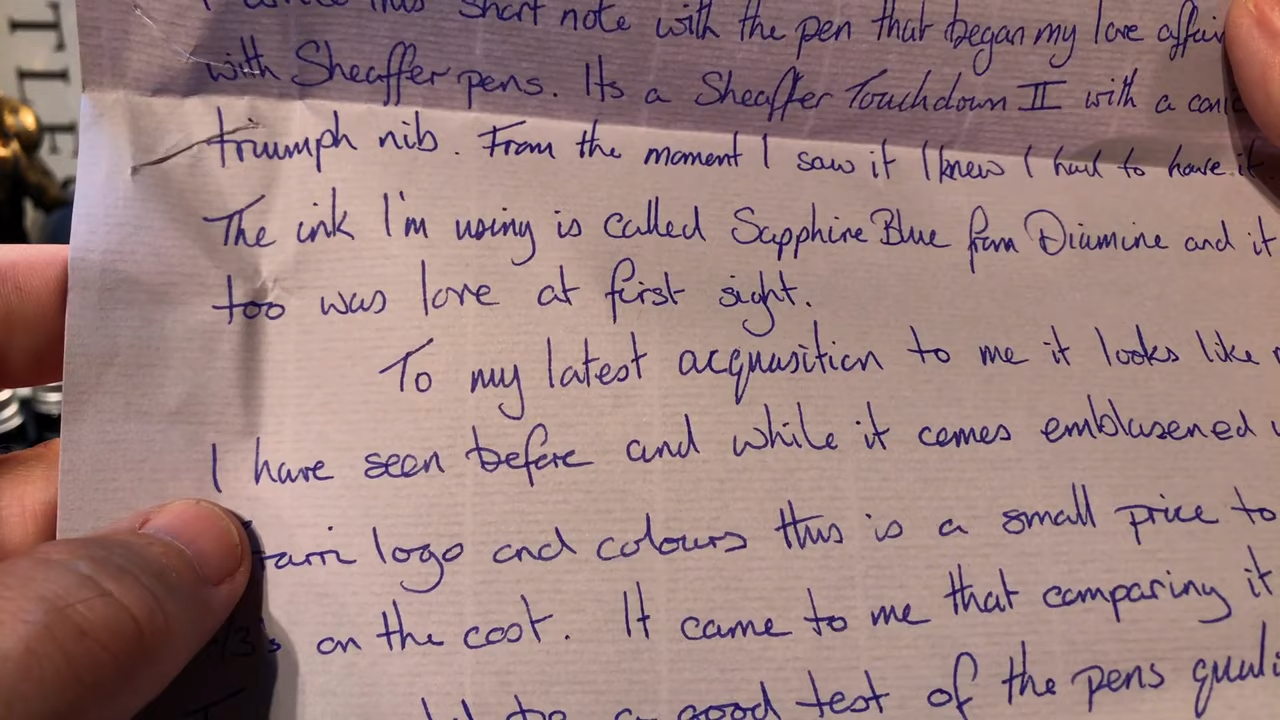 TLE
this short note with the pen that began my love affair
with Sheaffer pens. Its a Sheaffer Touchdown II with a
triumph nib. From the moment I saw it I knew I had to have it
The ink I'm using is called Sapphire Blue from Diamine and it
too was love at first sight.
To my latest acquasition to me it looks like
I have seen before and while it comes emblasened
logo and colours this is a small price to
on the cost. It came to me that comparing it
a good test of the pens